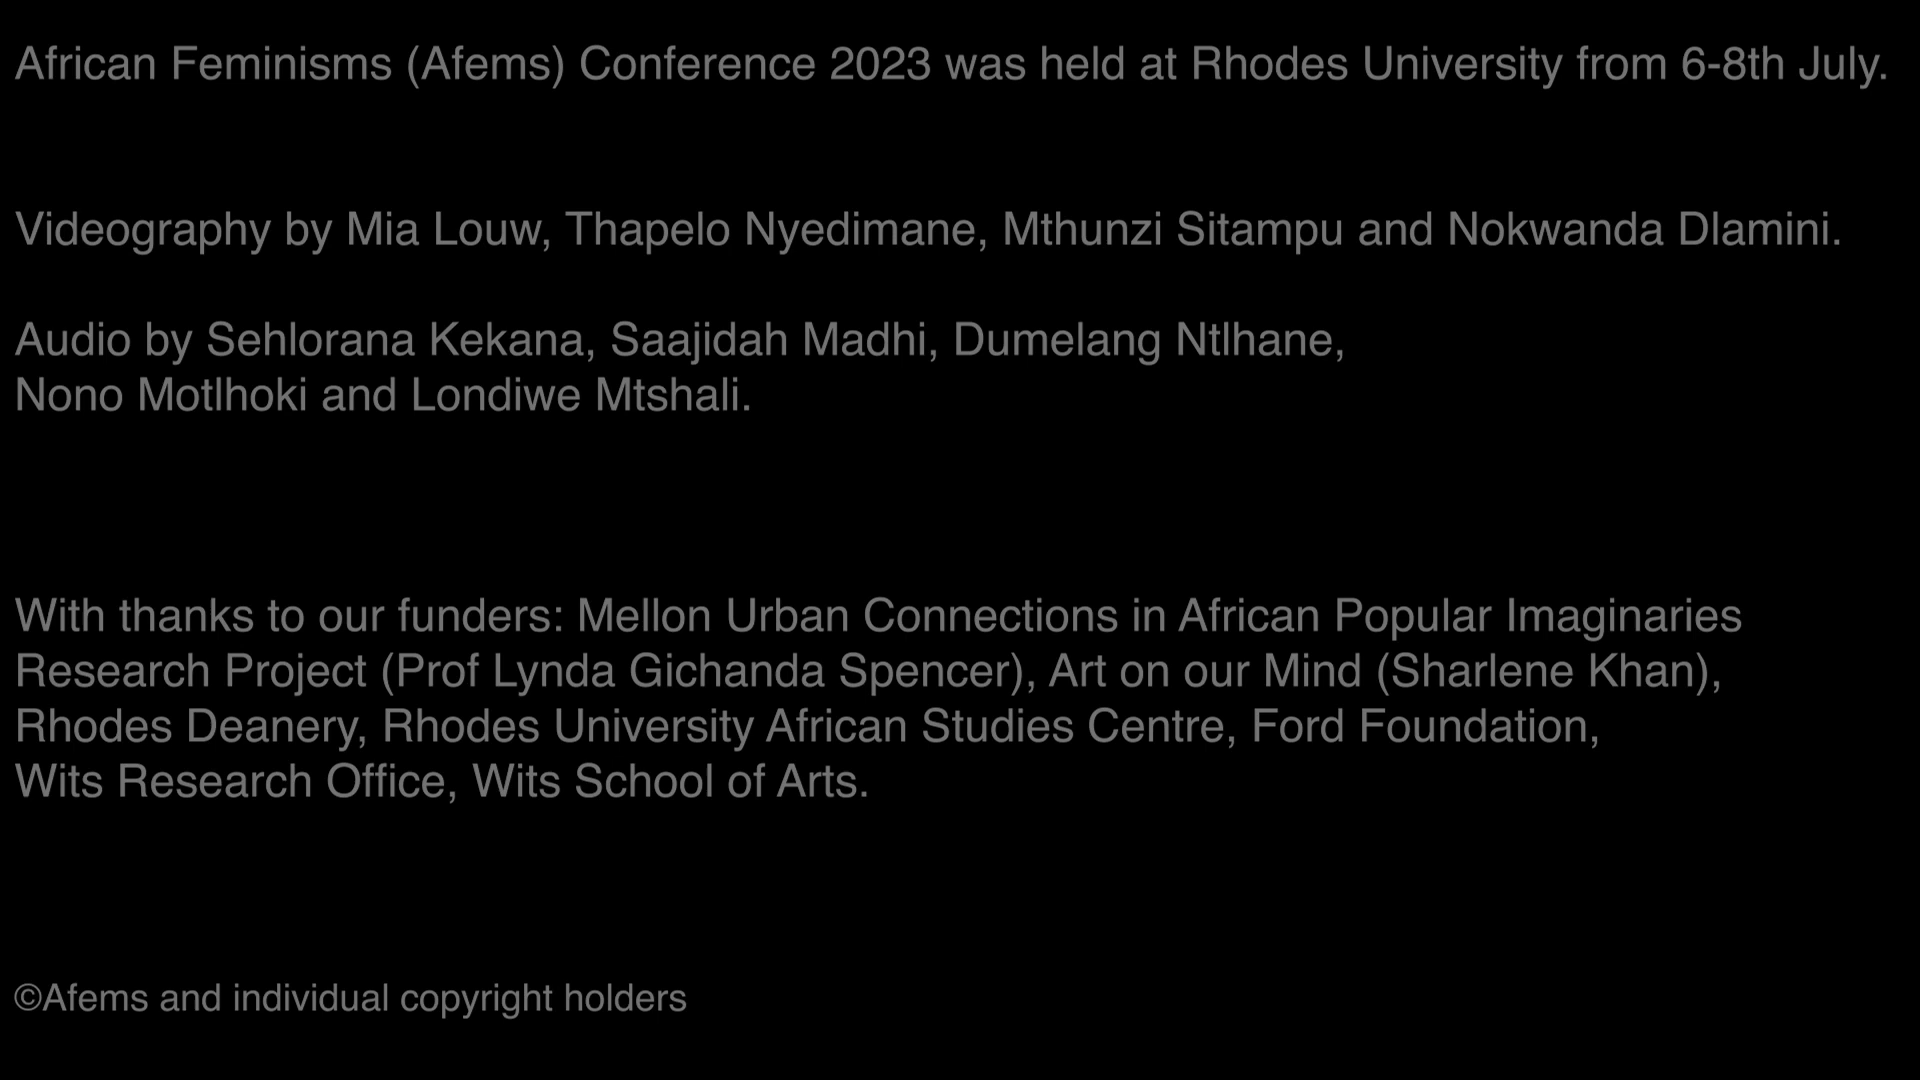 African Feminisms (Afems) Conference 2023 was held at Rhodes University from 6-8th July.
Videography by Mia Louw, Thapelo Nyedimane, Mthunzi Sitampu and Nokwanda Dlamini.
Audio by Sehlorana Kekana, Saajidah Madhi, Dumelang Ntlhane,
Nono Motlhoki and Londiwe Mtshali.
With thanks to our funders: Mellon Urban Connections in African Popular Imaginaries
Research Project (Prof Lynda Gichanda Spencer), Art on our Mind (Sharlene Khan),
Rhodes Deanery, Rhodes University African Studies Centre, Ford Foundation,
Wits Research Office, Wits School of Arts.
©Afems and individual copyright holders